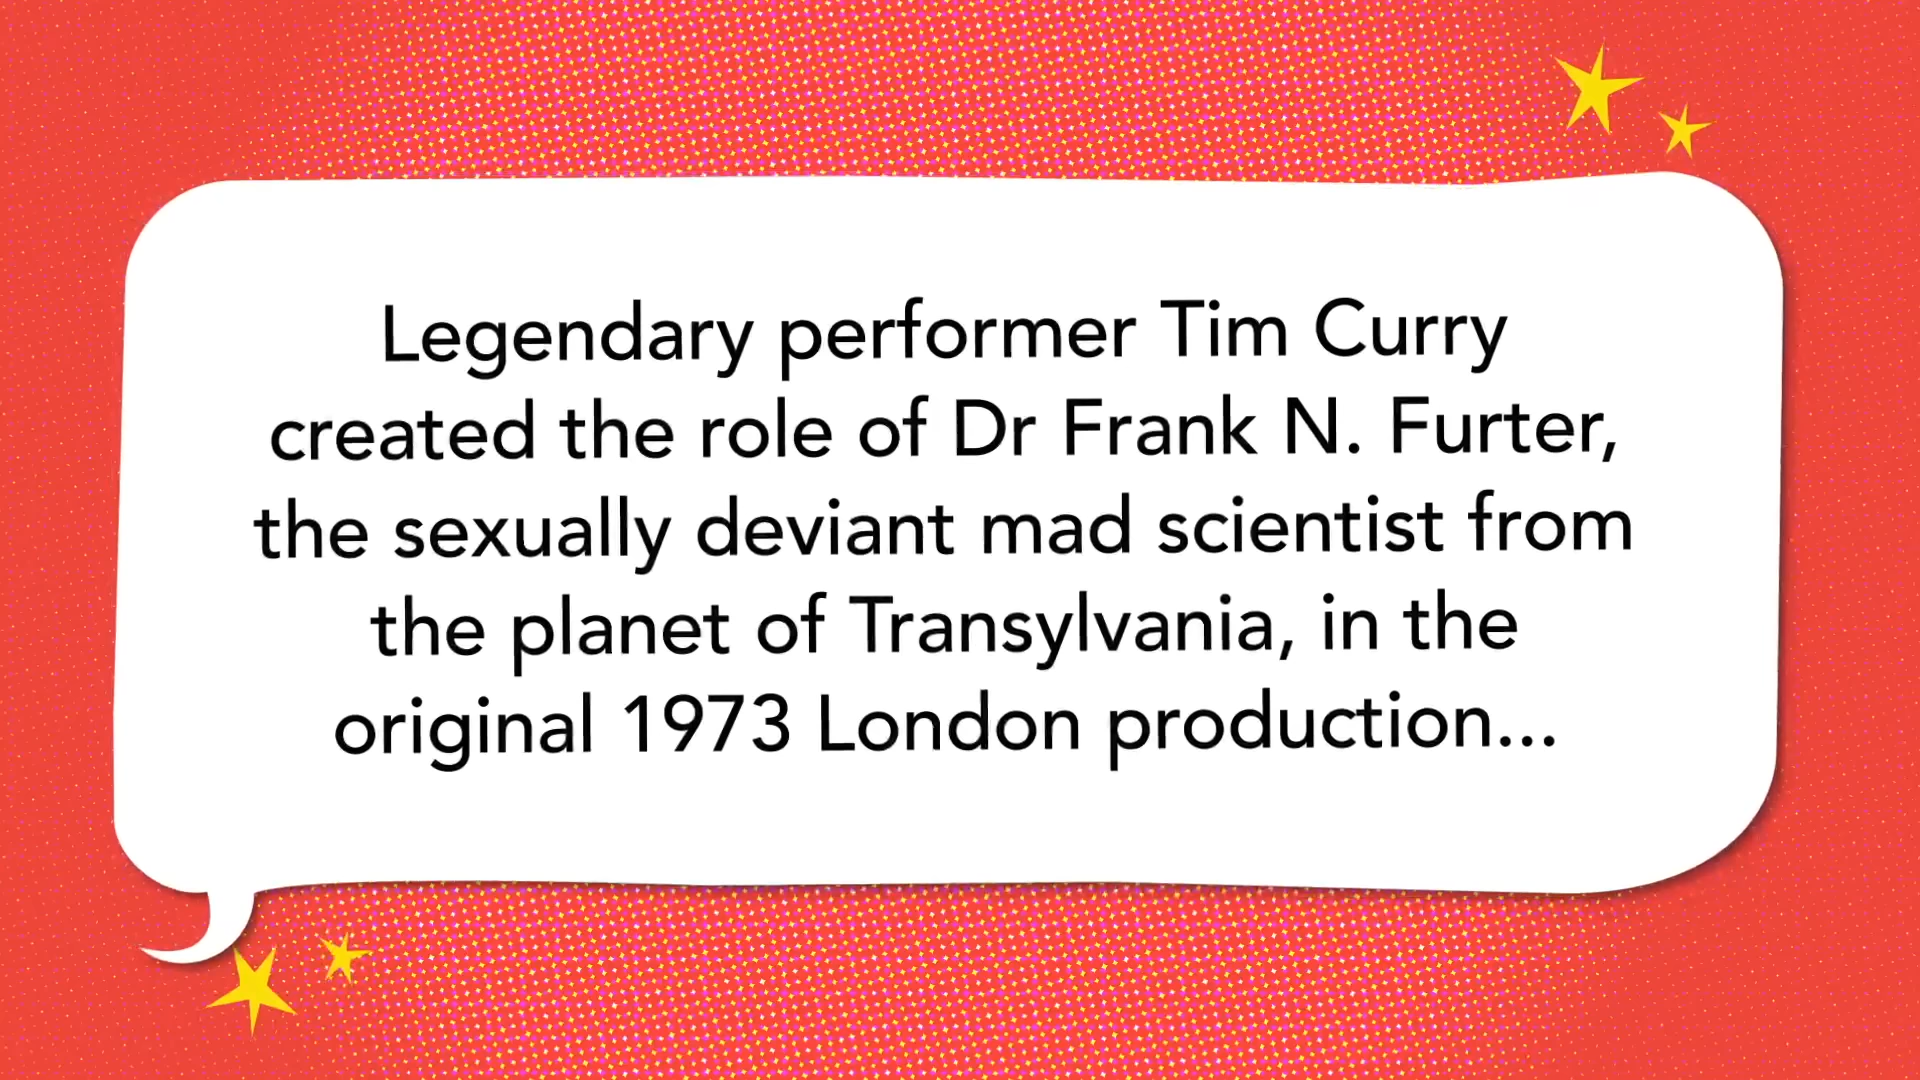 Legendary performer Tim Curry
created the role of Dr Frank N. Furter,
the sexually deviant mad scientist from
the planet of Transylvania, in the
original 1973 London production...